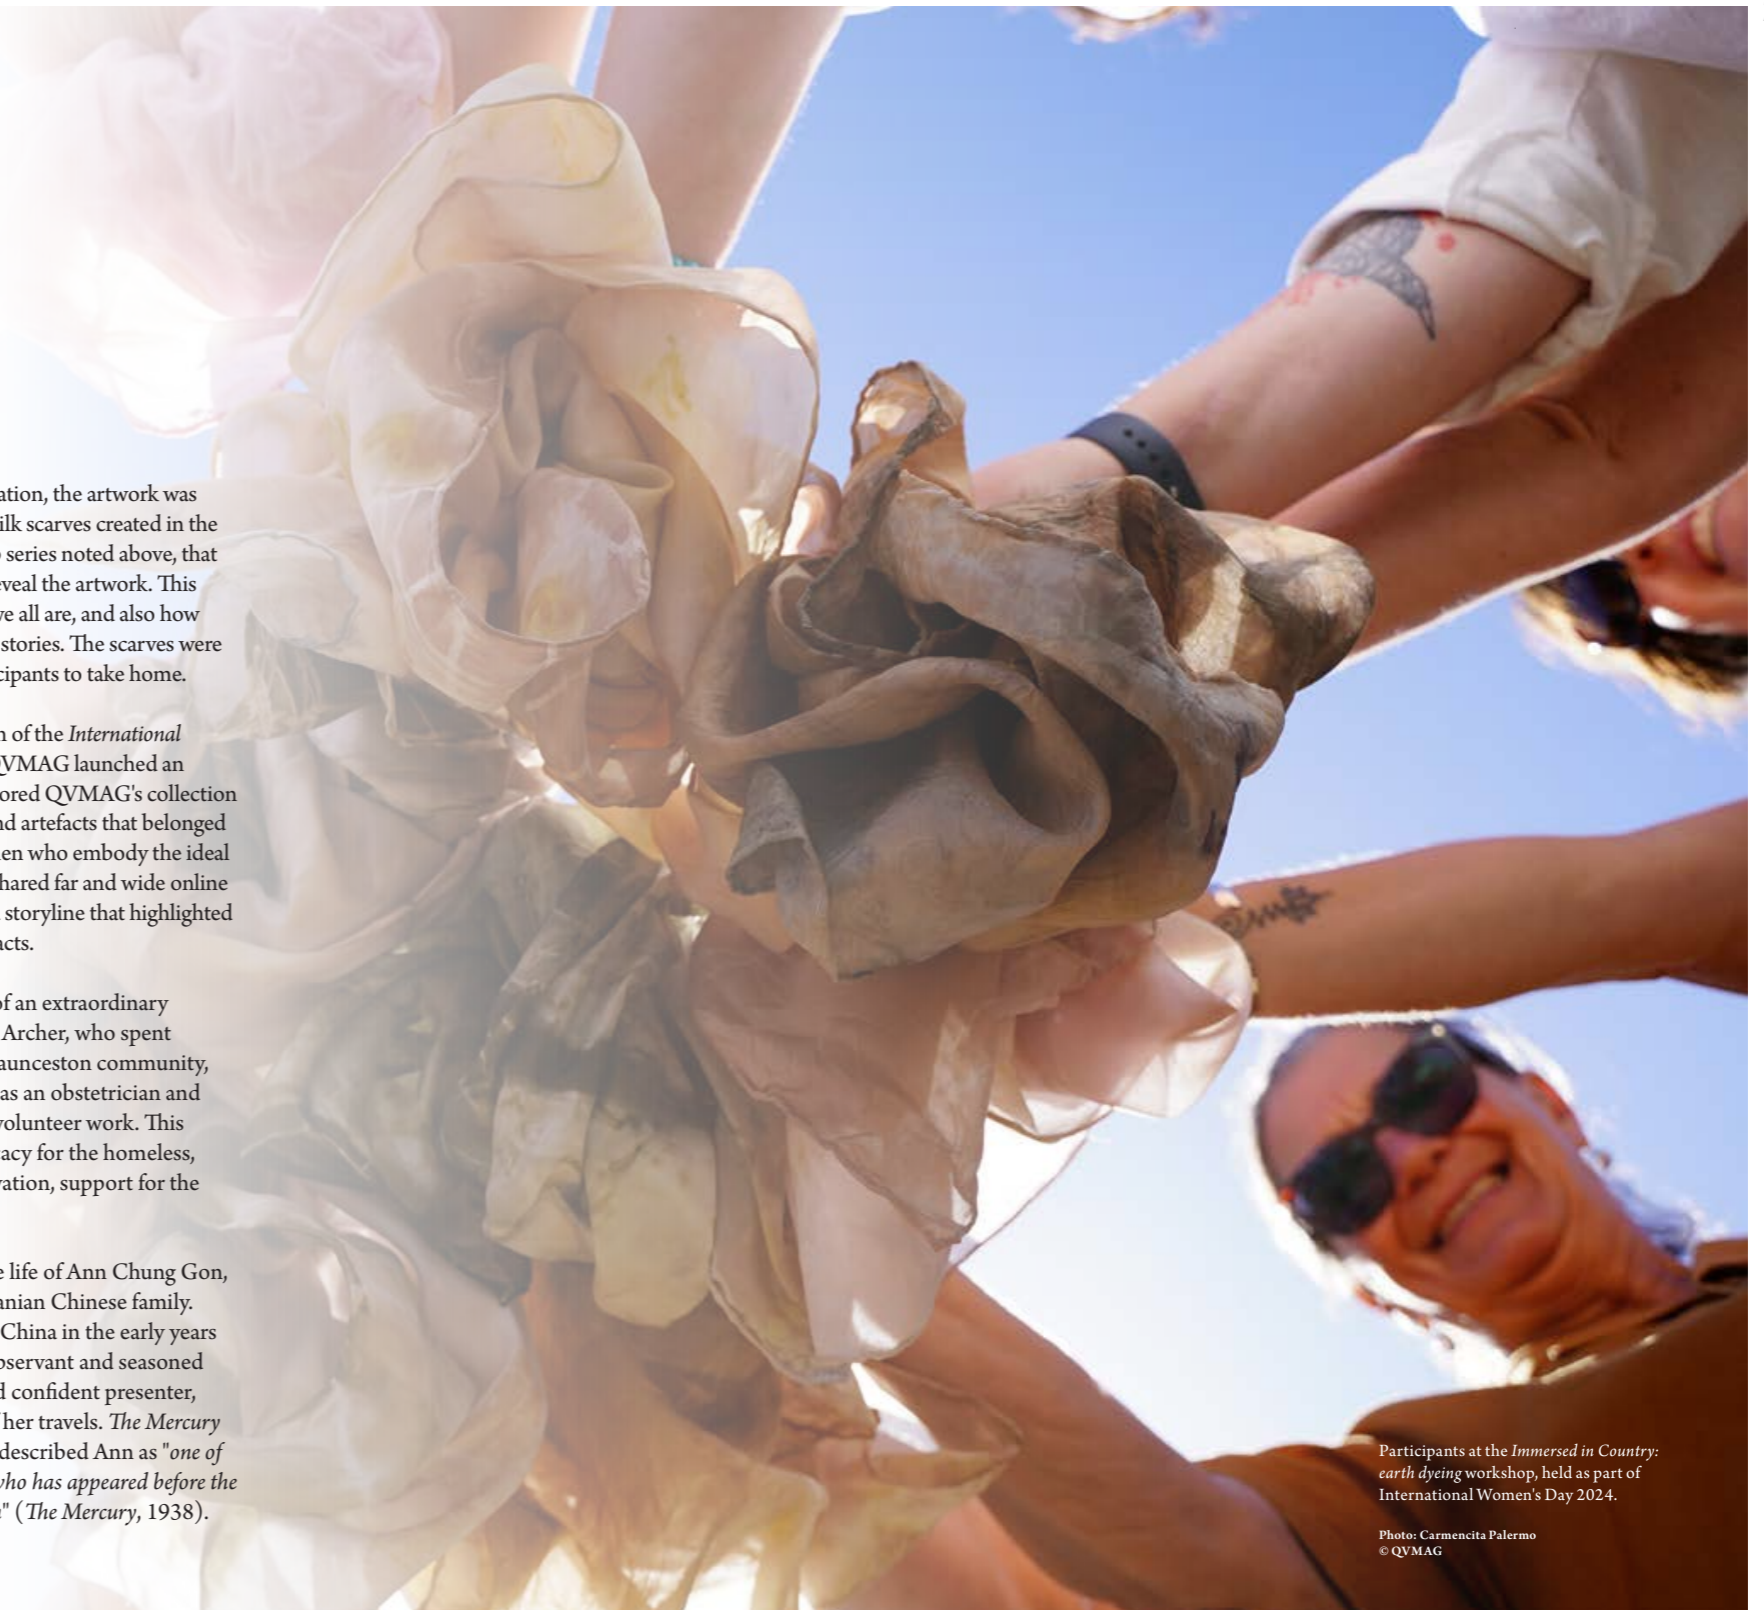 ation, the artwork was
ilk scarves created in the
series noted above, that
eveal the artwork. This
ve all are, and also how
stories. The scarves were
cipants to take home.
n of the International
QVMAG launched an
ored QVMAG's collection
nd artefacts that belonged
en who embody the ideal
hared far and wide online
storyline that highlighted
acts.
of an extraordinary
Archer, who spent
aunceston community,
as an obstetrician and
volunteer work. This
acy for the homeless,
vation, support for the
e life of Ann Chung Gon,
anian Chinese family.
China in the early years
bservant and seasoned
d confident presenter,
her travels. The Mercury
described Ann as "one of
who has appeared before the
" (The Mercury, 1938).
Participants at the Immersed in Country:
earth dyeing workshop, held as part of
International Women's Day 2024.
Photo: Carmencita Palermo
© QVMAG